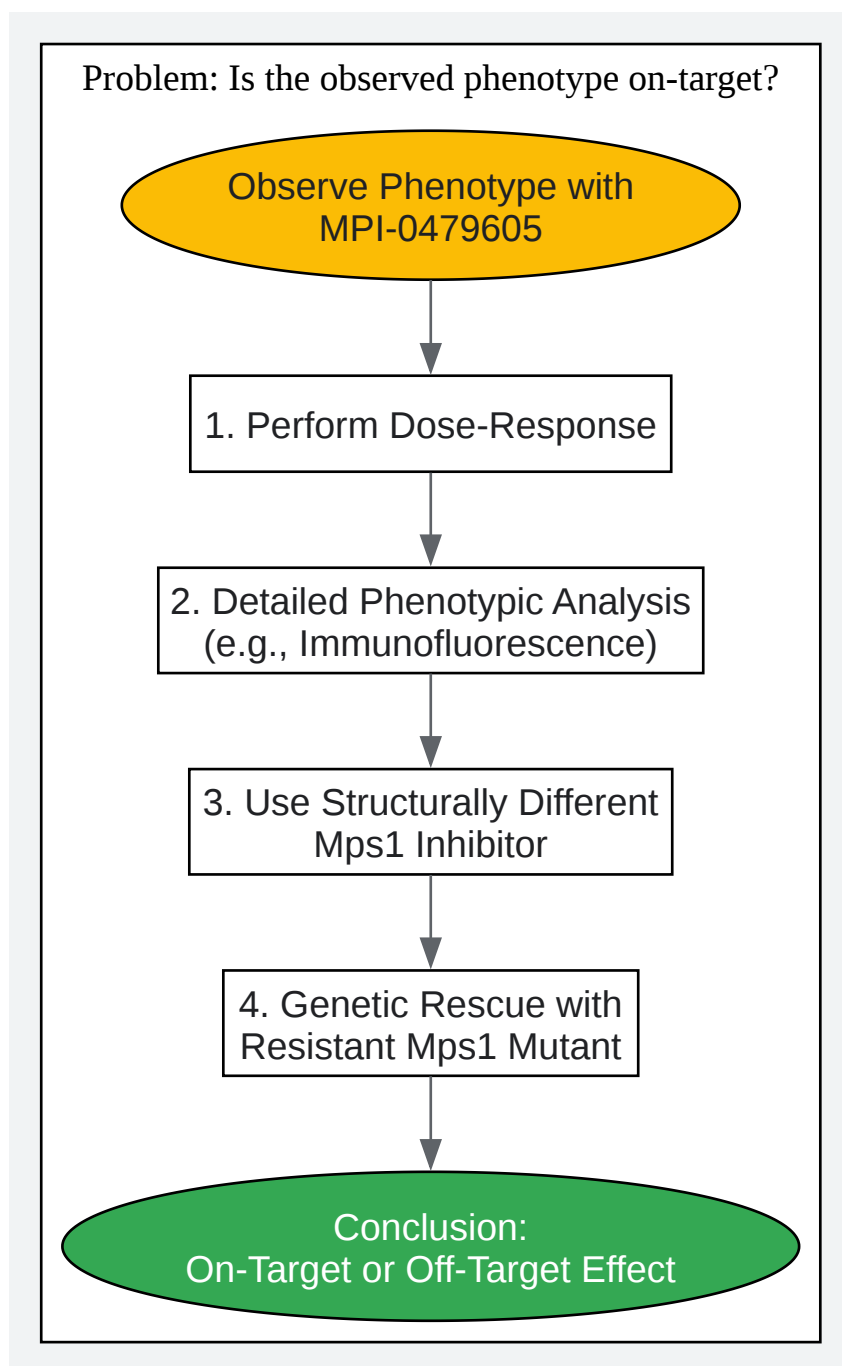 Problem: Is the observed phenotype on-target?
Observe Phenotype with
MPI-0479605
1. Perform Dose-Response
2. Detailed Phenotypic Analysis
(e.g., Immunofluorescence)
3. Use Structurally Different
Mps1 Inhibitor
4. Genetic Rescue with
Resistant Mps1 Mutant
Conclusion:
On-Target or Off-Target Effect